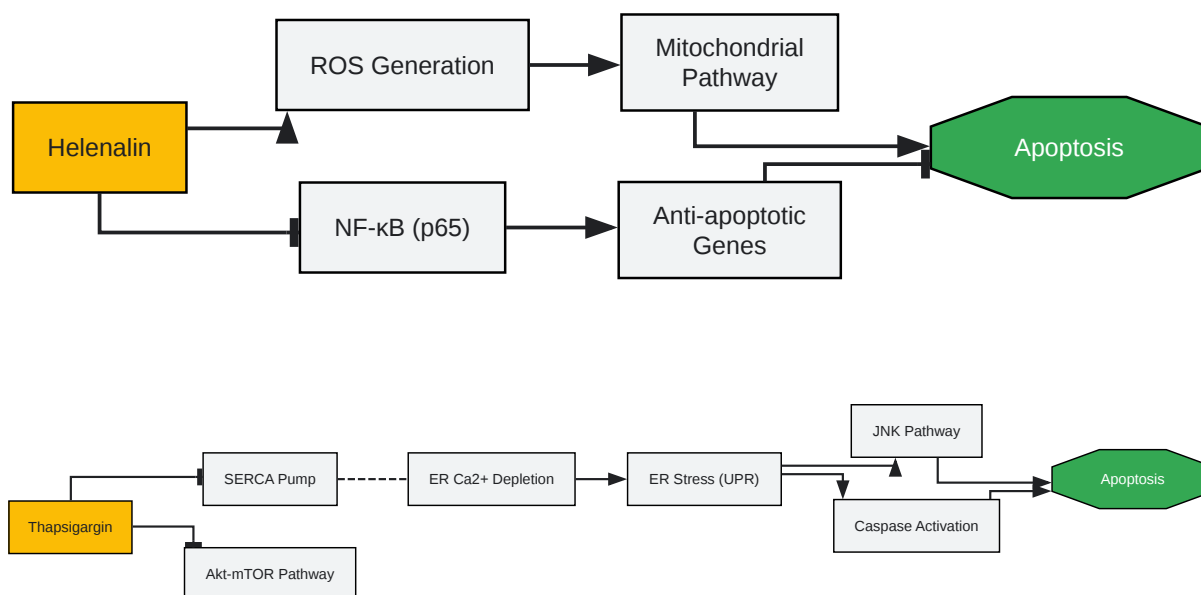 ROS Generation
Mitochondrial
Pathway
Helenalin
Apoptosis
NF-κB (p65)
Anti-apoptotic
Genes
JNK Pathway
SERCA Pump
ER Ca2+ Depletion
ER Stress (UPR)
Apoptosis
Thapsigargin
Caspase Activation
Akt-mTOR Pathway